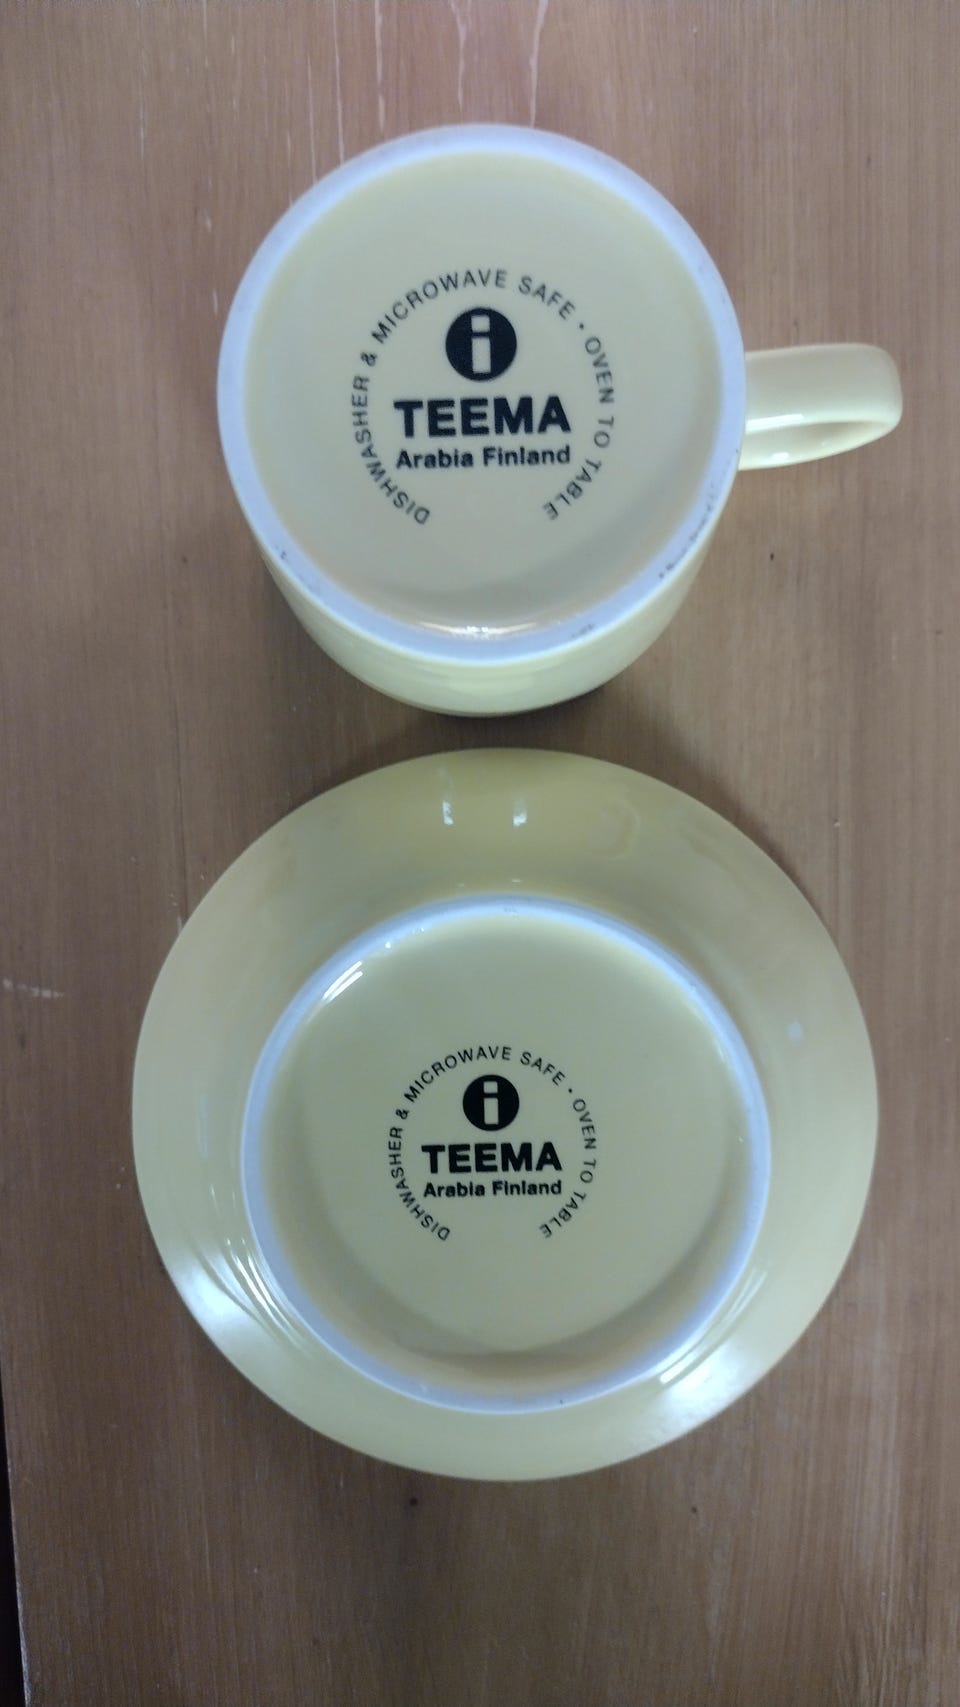 DISHWASHER & MICROWAVE SAFE • OVEN TO TABLE
i
TEEMA
Arabia Finland
DISHWASHER & MICROWAVE SAFE • OVEN TO TABLE
i
TEEMA
Arabia Finland